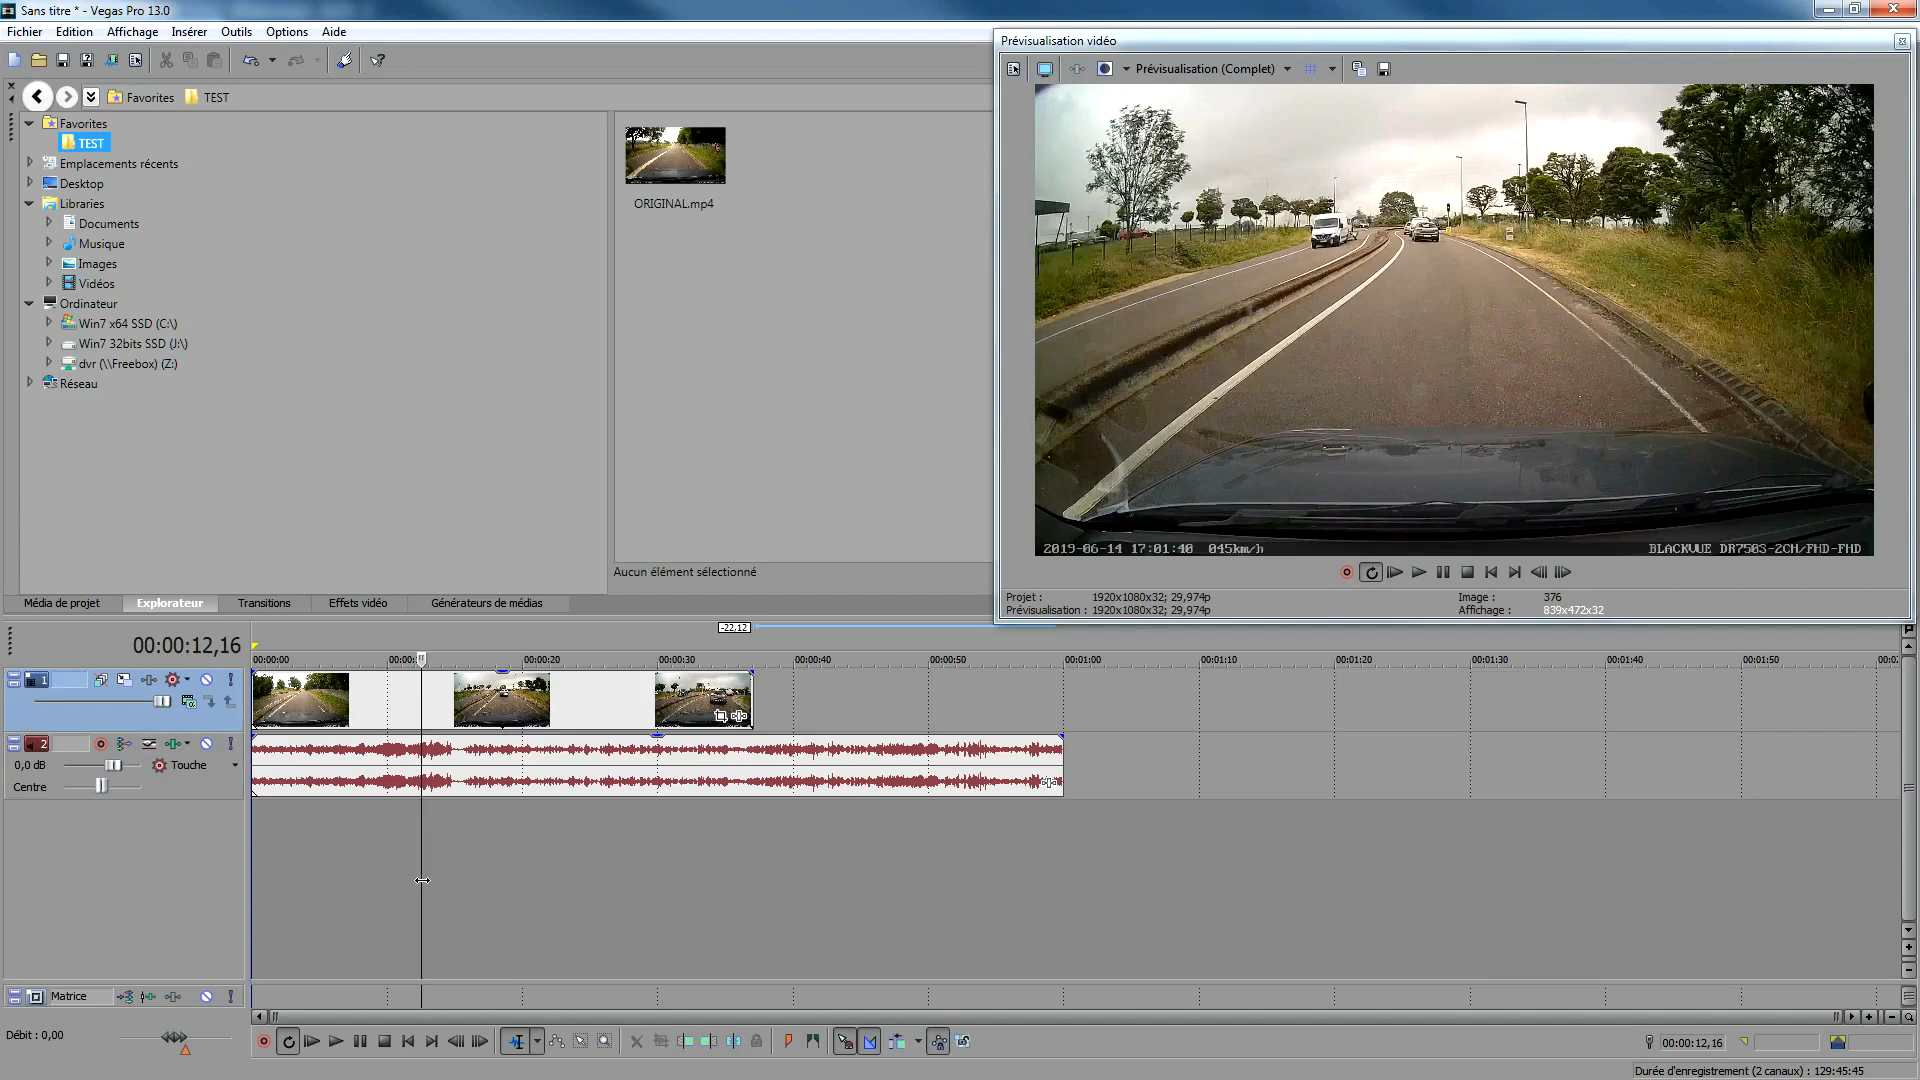 Sans titre * - Vegas Pro 13.0
Fichier Edition Affichage Insérer Outils Options Aide
Prévisualisation vidéo
Prévisualisation (Complet)
Favorites TEST
Favorites
TEST
Emplacements récents
Desktop
Libraries
Documents
Musique
Images
Vidéos
Ordinateur
Win7 x64 SSD (C:\)
Win7 32bits SSD (J:\)
dvr (\\Freebox) (Z:)
Réseau
ORIGINAL.mp4
Aucun élément sélectionné
2019-06-14 17:01:40 045km/h
BLACKVUE DR750S-2CH/FHD-FHD
Projet : 1920x1080x32; 29,974p
Prévisualisation : 1920x1080x32; 29,974p
Image : 376
Affichage : 839x472x32
Média de projet Explorateur Transitions Effets vidéo Générateurs de médias
-22,12
00:00:12,16
00:00:00 00:00:20 00:00:30 00:00:40 00:00:50 00:01:00 00:01:10 00:01:20 00:01:30 00:01:40 00:01:50
1
2
0,0 dB Touche
Centre
Matrice
Débit : 0,00
00:00:12,16
Durée d'enregistrement (2 canaux) : 129:45:45